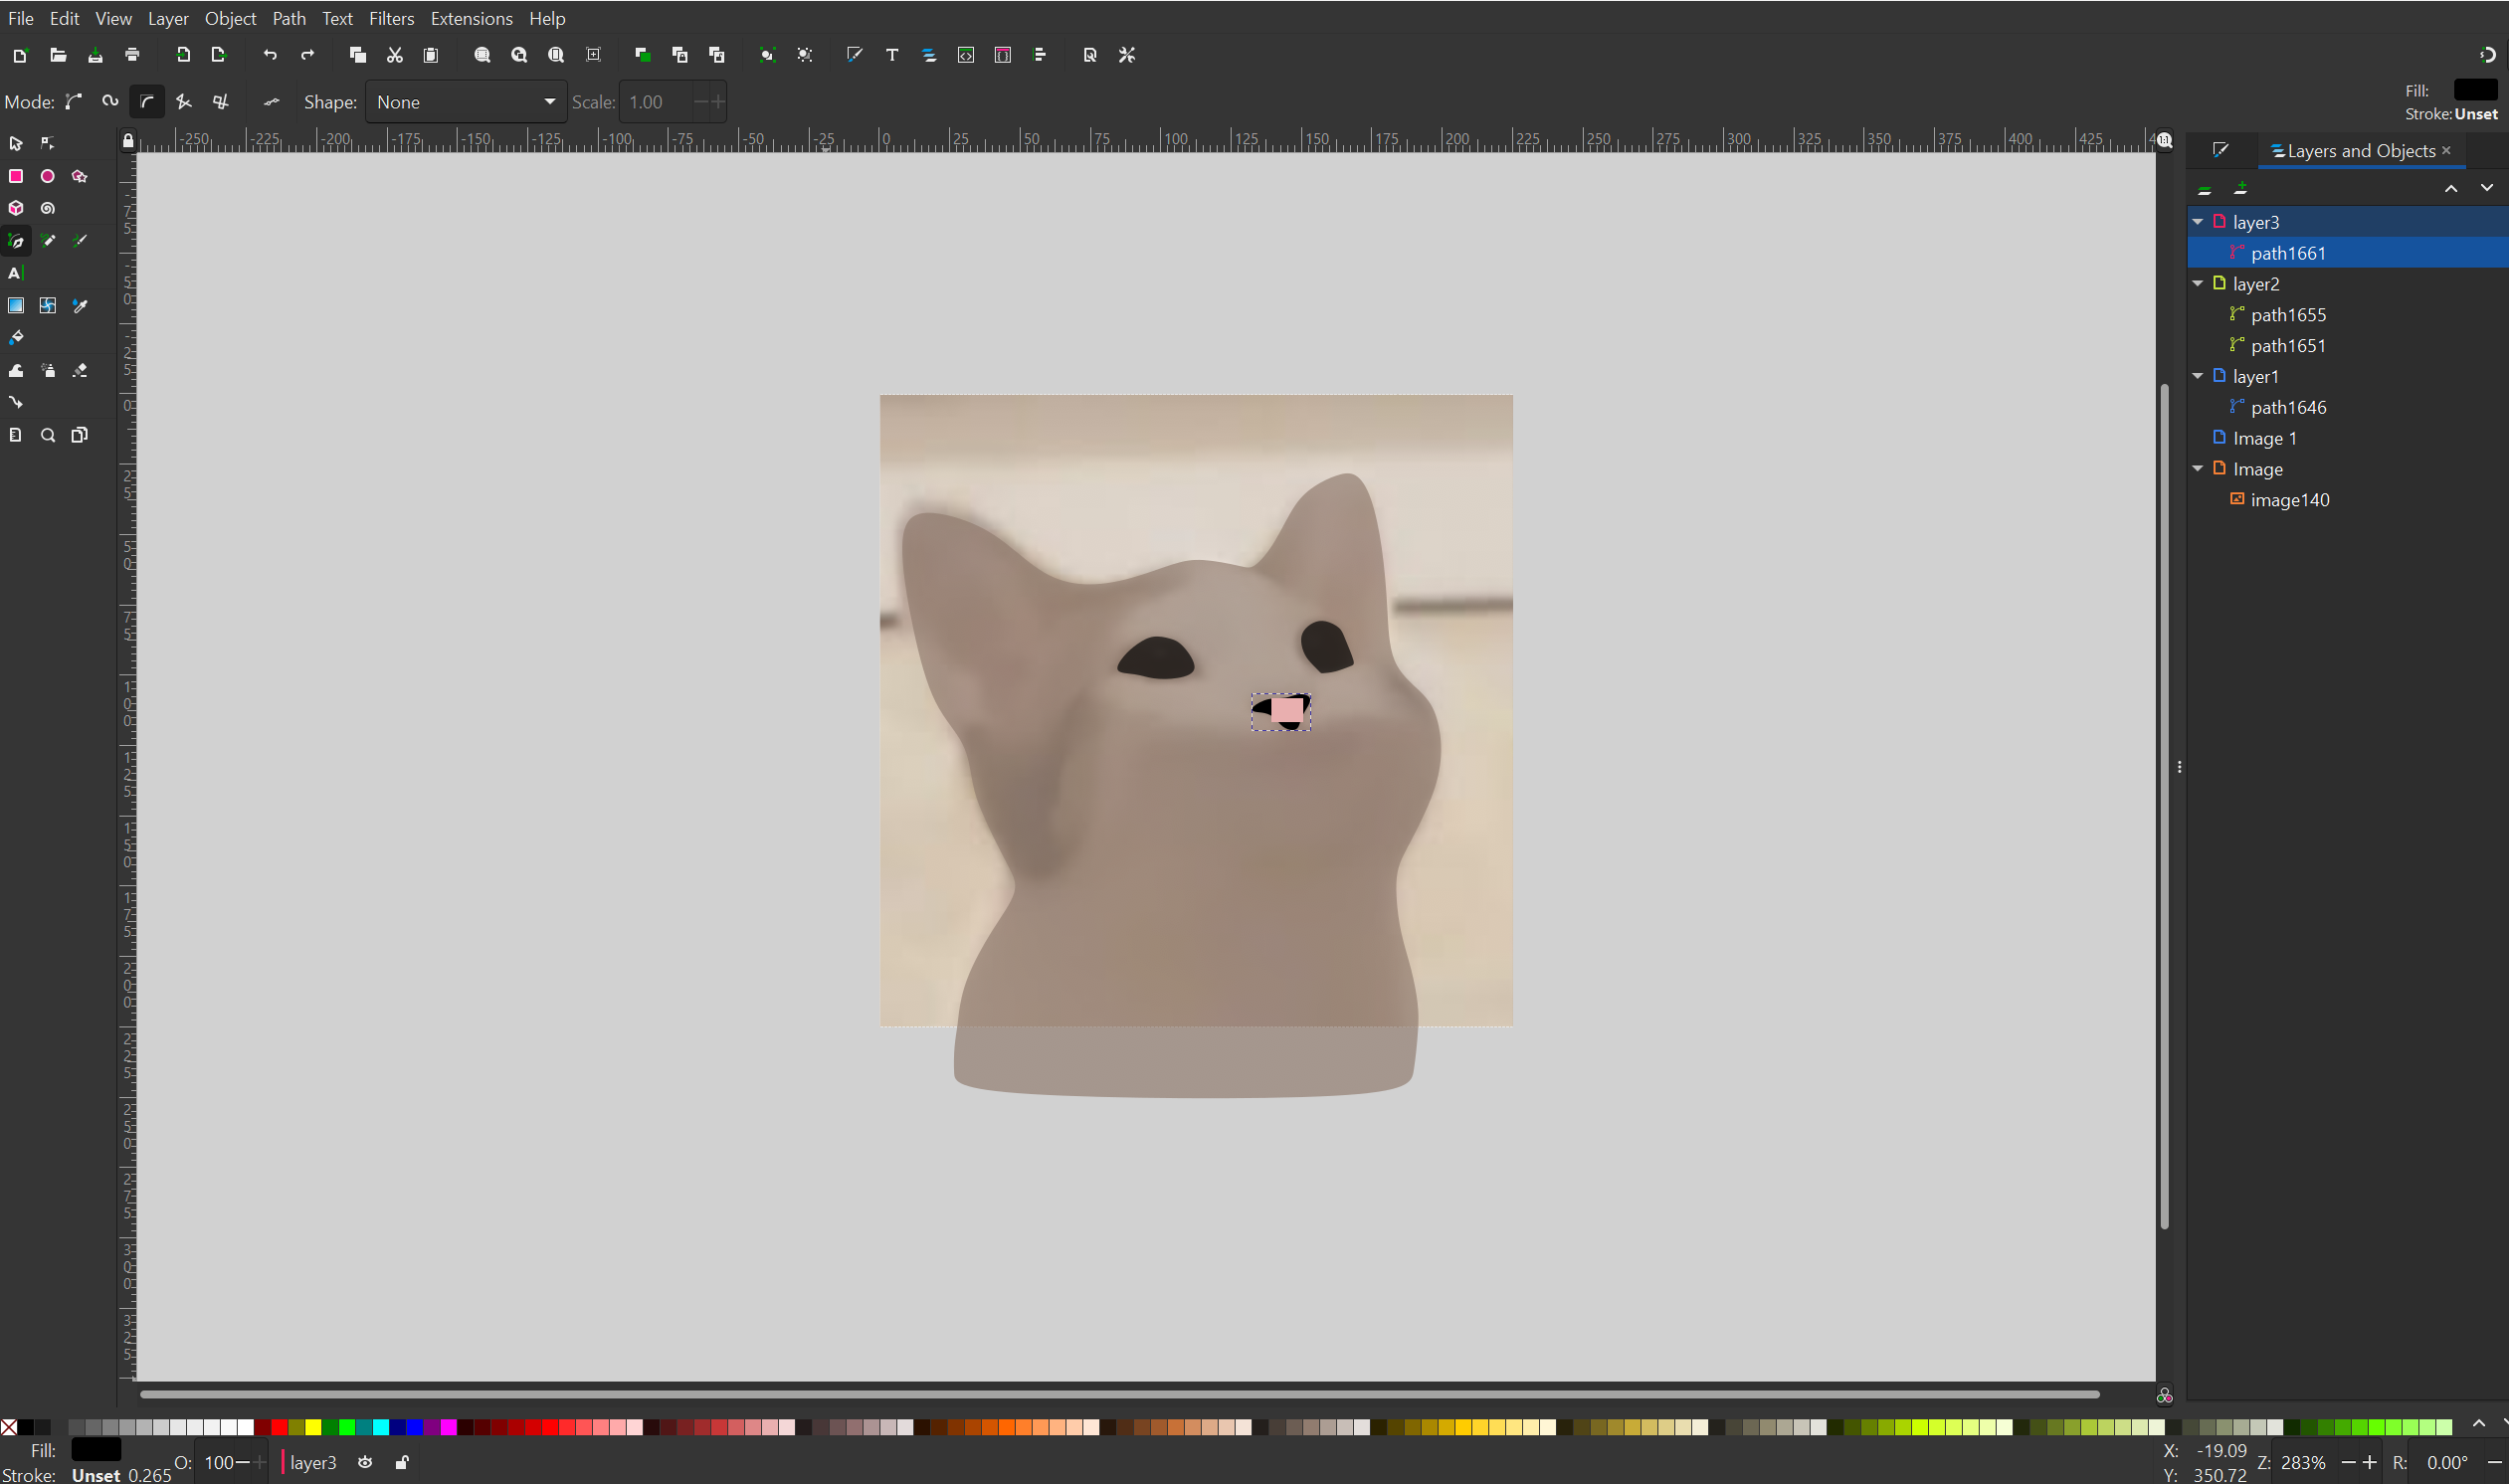 File Edit View Layer Object Path Text Filters Extensions Help
Mode: Shape: None Scale: 1.00
Fill:
Stroke: Unset
-250 -225 -200 -175 -150 -125 -100 -75 -50 -25 0 25 50 75 100 125 150 175 200 225 250 275 300 325 350 375 400 425
Layers and Objects
layer3
path1661
layer2
path1655
path1651
layer1
path1646
Image 1
Image
image140
Fill:
Stroke: Unset 0.265
O: 100
layer3
X: -19.09
Y: 350.72
Z: 283%
R: 0.00°